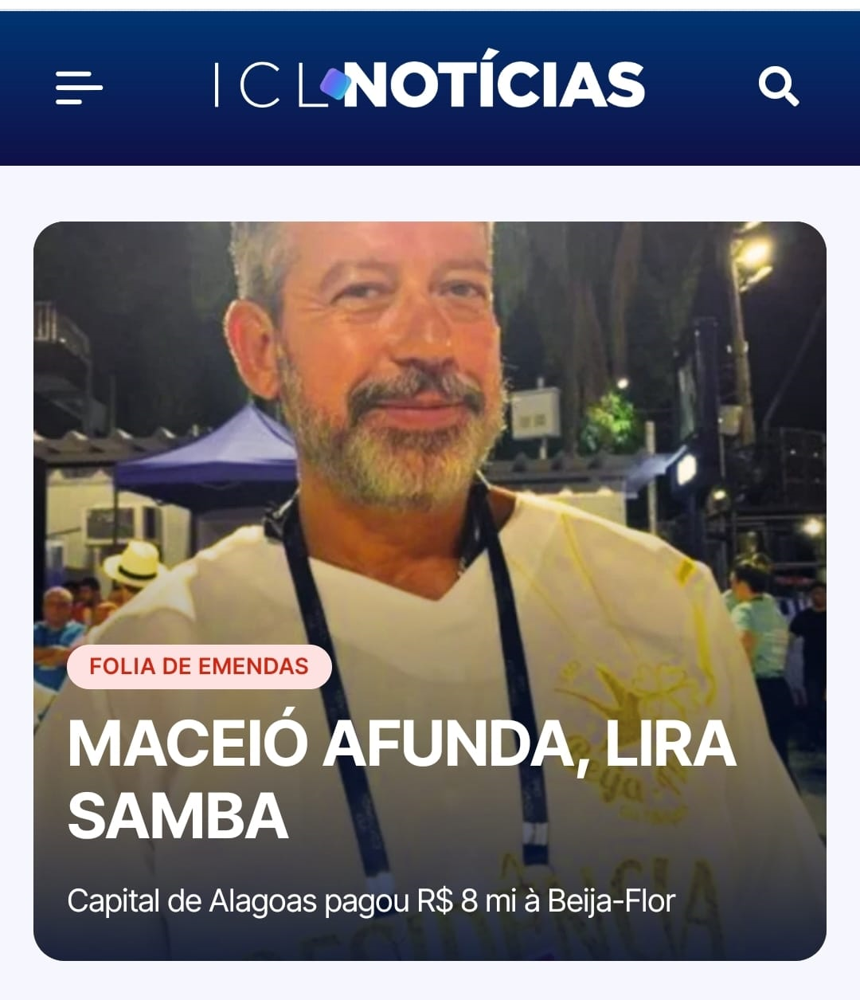 ICL NOTÍCIAS
FOLIA DE EMENDAS
MACEIÓ AFUNDA, LIRA
SAMBA
Capital de Alagoas pagou R$ 8 mi à Beija-Flor